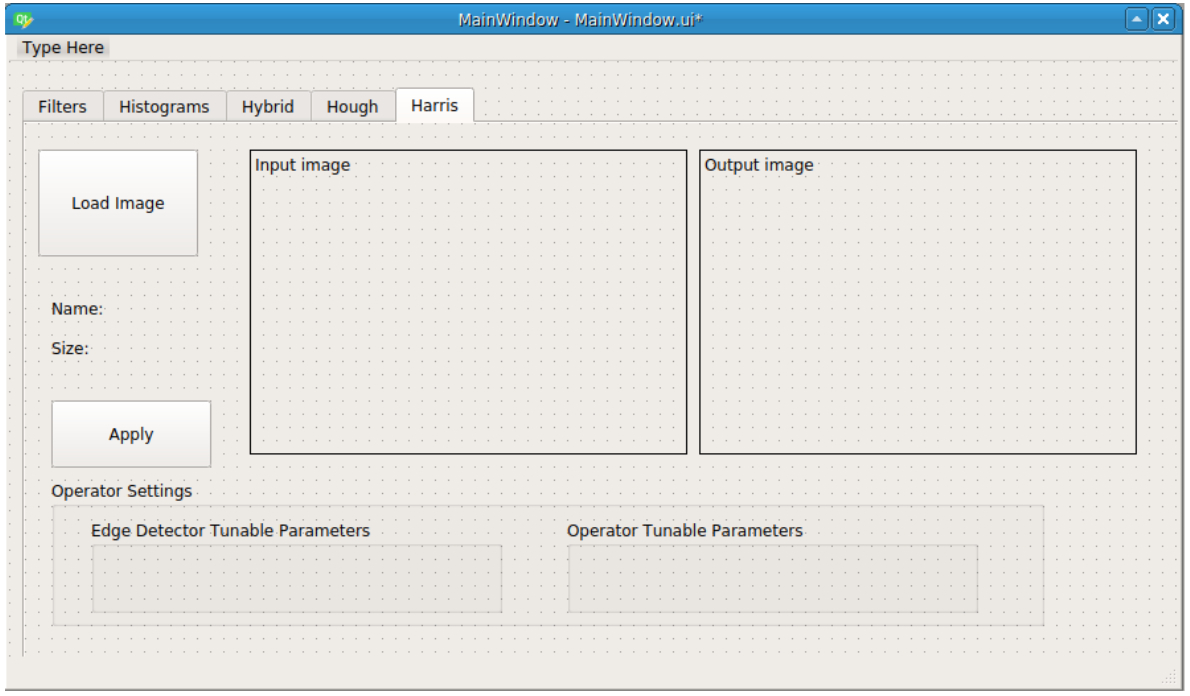 MainWindow - MainWindow.ui*
Type Here
Filters Histograms Hybrid Hough Harris
Load Image
Input image
Output image
Name:
Size:
Apply
Operator Settings
Edge Detector Tunable Parameters
Operator Tunable Parameters